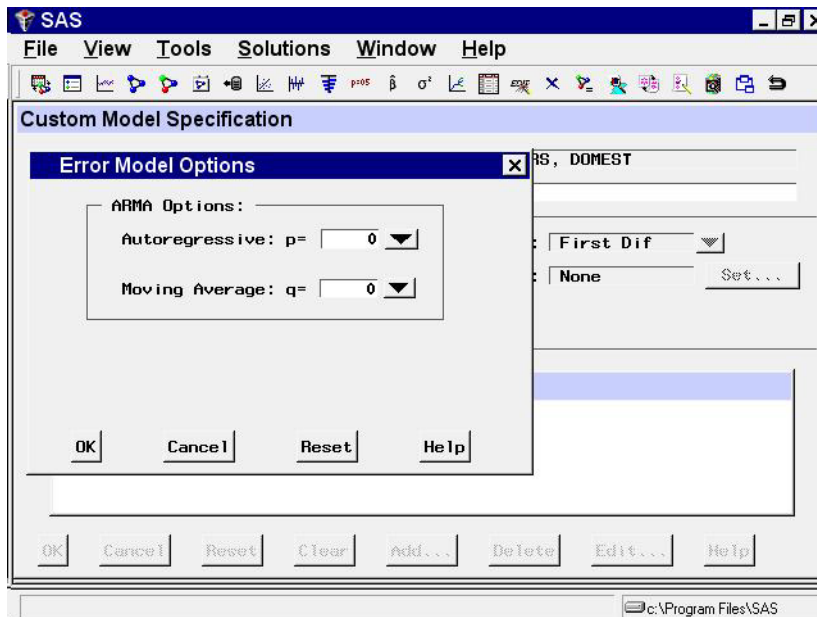 SAS
File View Tools Solutions Window Help
p=05 β̂ σ²
Custom Model Specification
Error Model Options
RS, DOMEST
ARMA Options:
Autoregressive: p= 0
: First Dif
Moving Average: q= 0
: None Set...
OK Cancel Reset Help
OK Cancel Reset Clear Add... Delete Edit... Help
c:\Program Files\SAS